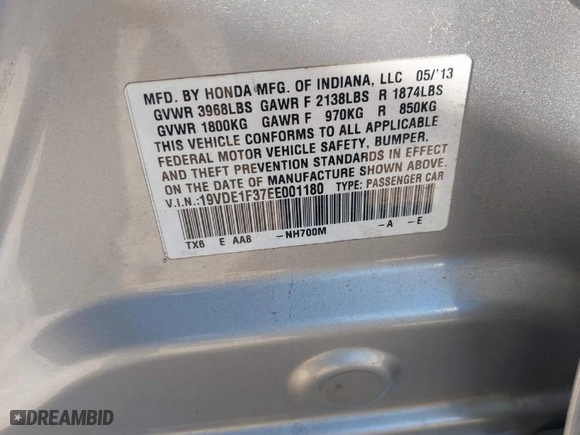 MFD. BY HONDA MFG. OF INDIANA, LLC 05/'13
GVWR 3968LBS GAWR F 2138LBS R 1874LBS
GVWR 1800KG GAWR F 970KG R 850KG
THIS VEHICLE CONFORMS TO ALL APPLICABLE
FEDERAL MOTOR VEHICLE SAFETY, BUMPER,
AND THEFT PREVENTION STANDARDS IN EFFECT
ON THE DATE OF MANUFACTURE SHOWN ABOVE.
V.I.N.:19VDE1F37EE001180 TYPE: PASSENGER CAR
TX6 E AA8 -NH700M -A -E
DREAMBID